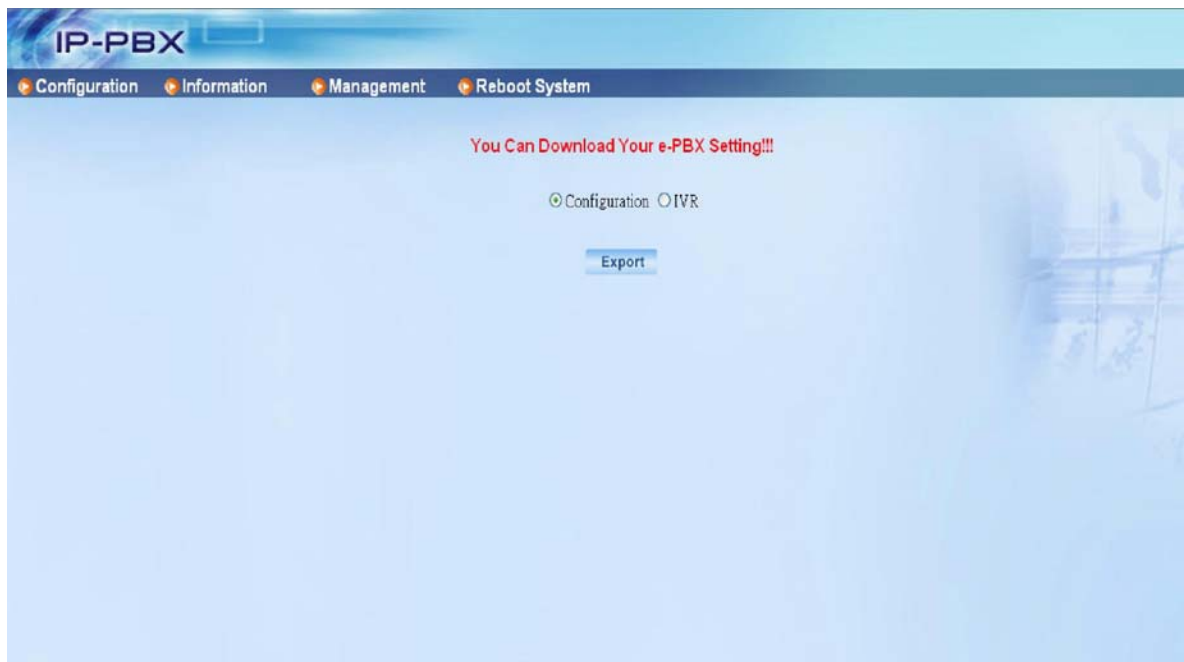 IP-PBX
Configuration Information Management Reboot System
You Can Download Your e-PBX Setting!!!
Configuration IVR
Export